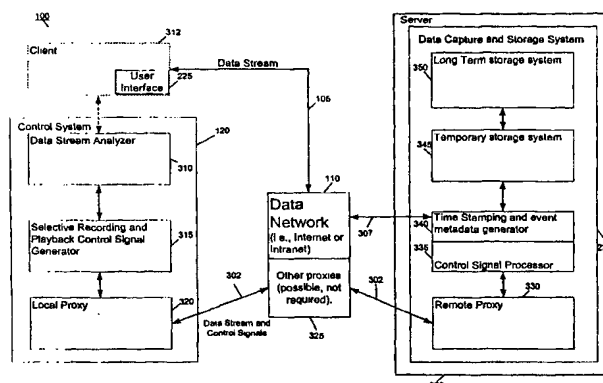 100
312
Client
User
Interface
225
Data Stream
105
Control System
120
Data Stream Analyzer
310
Selective Recording and
Playback Control Signal
Generator
315
Local Proxy
320
302
Data Stream and
Control Signals
110
Data
Network
(i.e., Internet or
Intranet)
Other proxies
(possible, not
required).
325
307
302
Server
Data Capture and Storage System
Long Term storage system
350
Temporary storage system
345
Time Stamping and event
metadata generator
340
335
Control Signal Processor
330
Remote Proxy